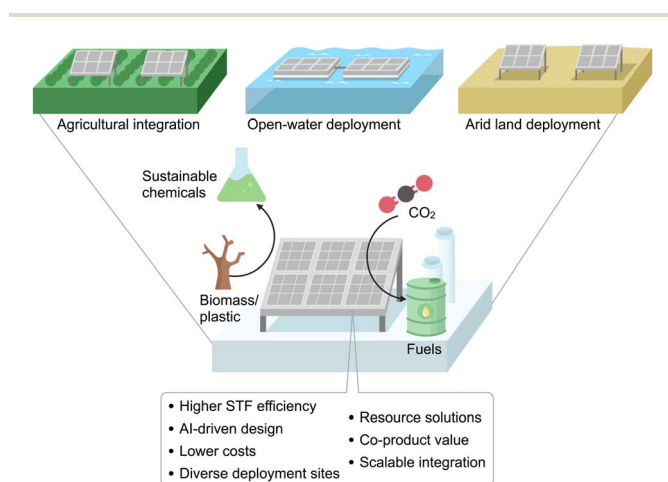 Agricultural integration
Open-water deployment
Arid land deployment
Sustainable
chemicals
CO₂
Biomass/
plastic
Fuels
• Higher STF efficiency
• AI-driven design
• Lower costs
• Diverse deployment sites
• Resource solutions
• Co-product value
• Scalable integration